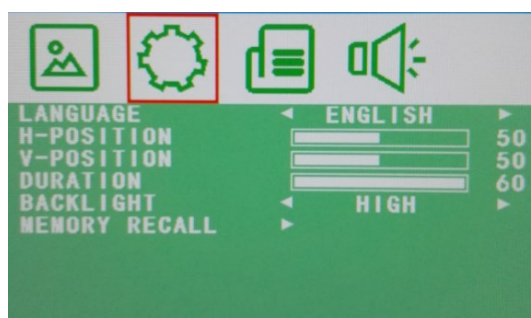 LANGUAGE ENGLISH
H-POSITION 50
V-POSITION 50
DURATION 60
BACKLIGHT HIGH
MEMORY RECALL